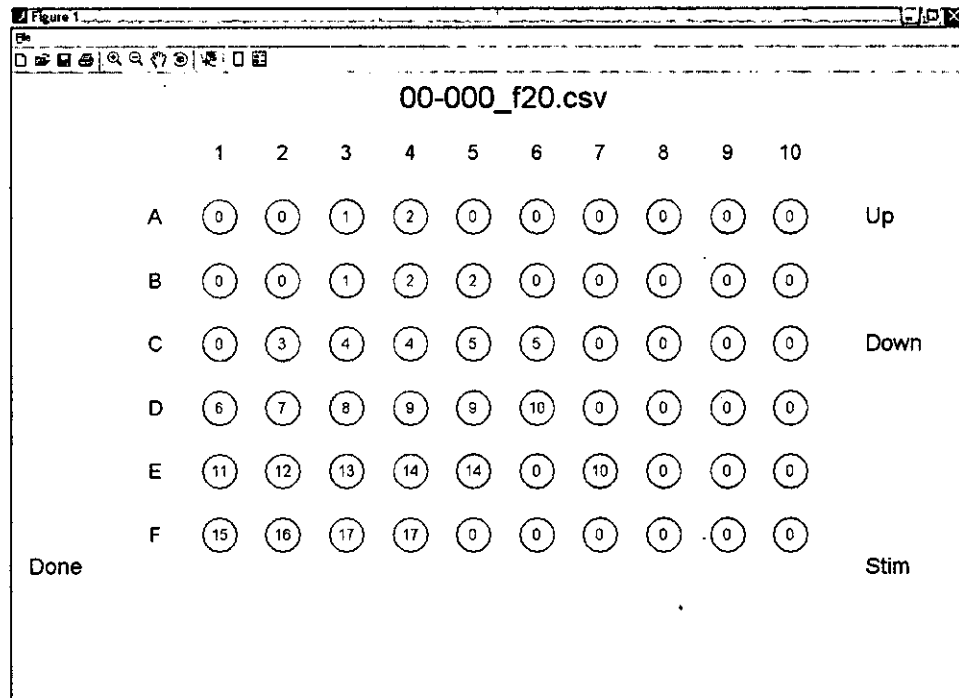 Figure 1
File
00-000_f20.csv
1 2 3 4 5 6 7 8 9 10
A 0 0 1 2 0 0 0 0 0 0 Up
B 0 0 1 2 2 0 0 0 0 0
C 0 3 4 4 5 5 0 0 0 0 Down
D 6 7 8 9 9 10 0 0 0 0
E 11 12 13 14 14 0 10 0 0 0
F 15 16 17 17 0 0 0 0 0 0
Done Stim